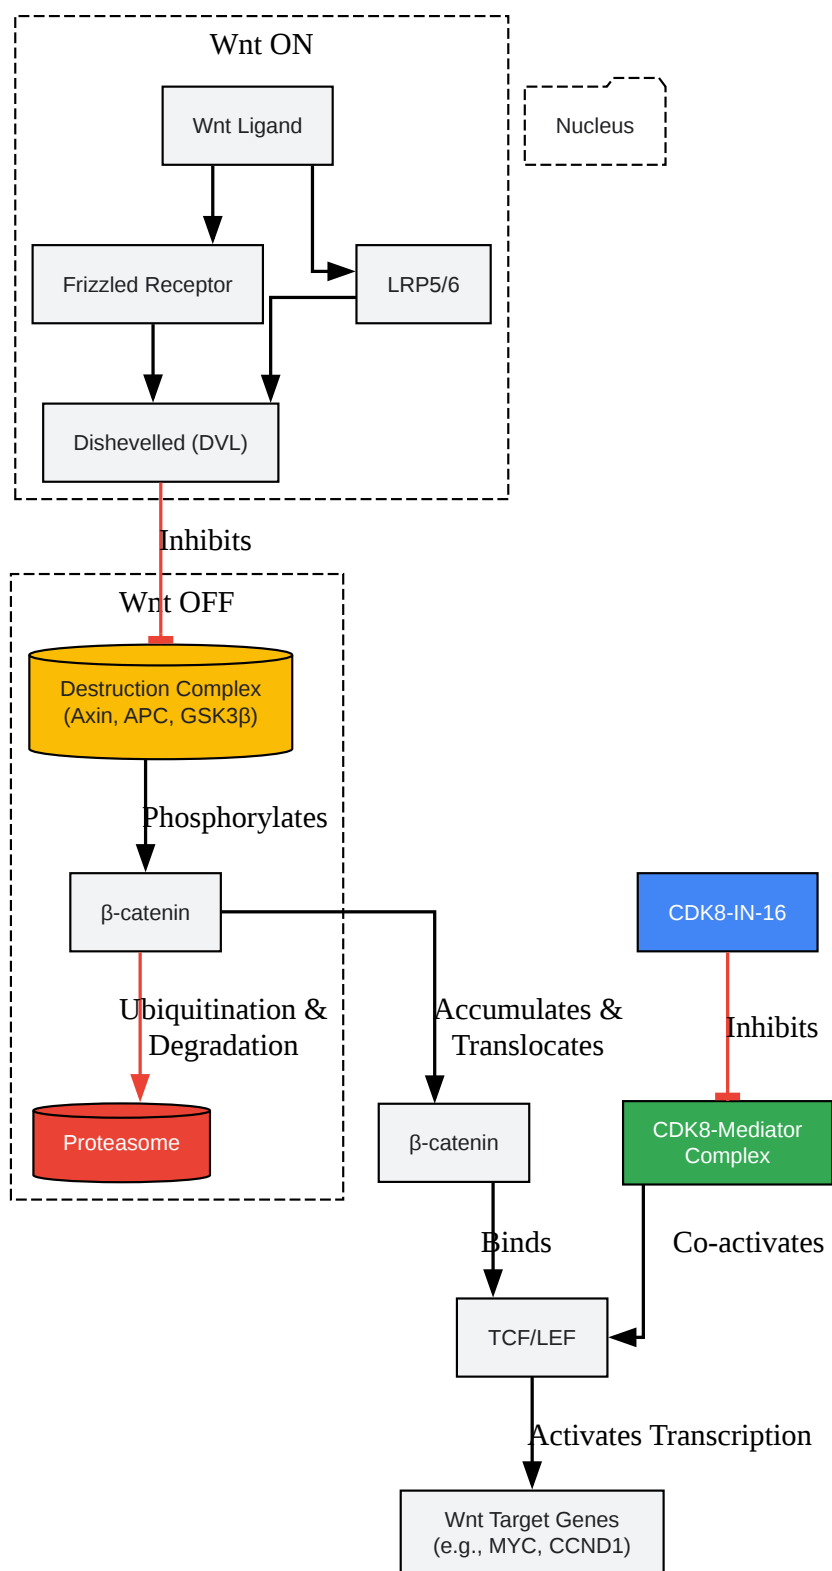 Wnt ON
Wnt Ligand
Nucleus
Frizzled Receptor
LRP5/6
Dishevelled (DVL)
Inhibits
Wnt OFF
Destruction Complex
(Axin, APC, GSK3β)
Phosphorylates
β-catenin
CDK8-IN-16
Ubiquitination &
Degradation
Accumulates &
Translocates
Inhibits
Proteasome
β-catenin
CDK8-Mediator
Complex
Binds
Co-activates
TCF/LEF
Activates Transcription
Wnt Target Genes
(e.g., MYC, CCND1)